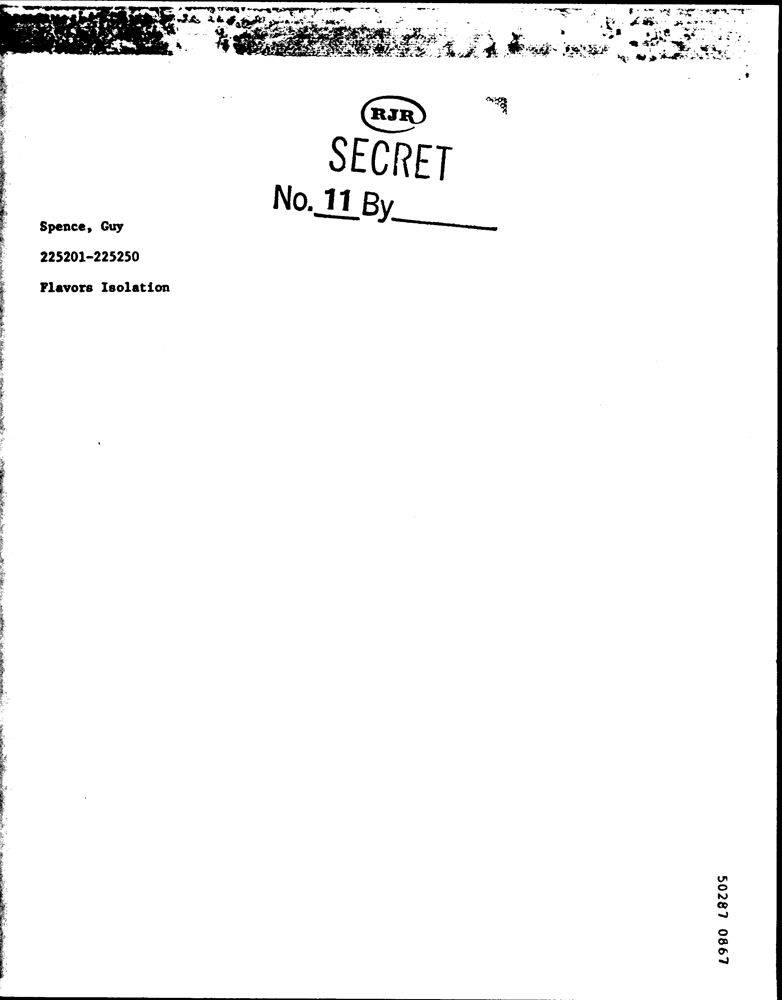 RJR
SECRET
No. 11 By
Spence, Guy
225201-225250
Flavors Isolation
50287 0867